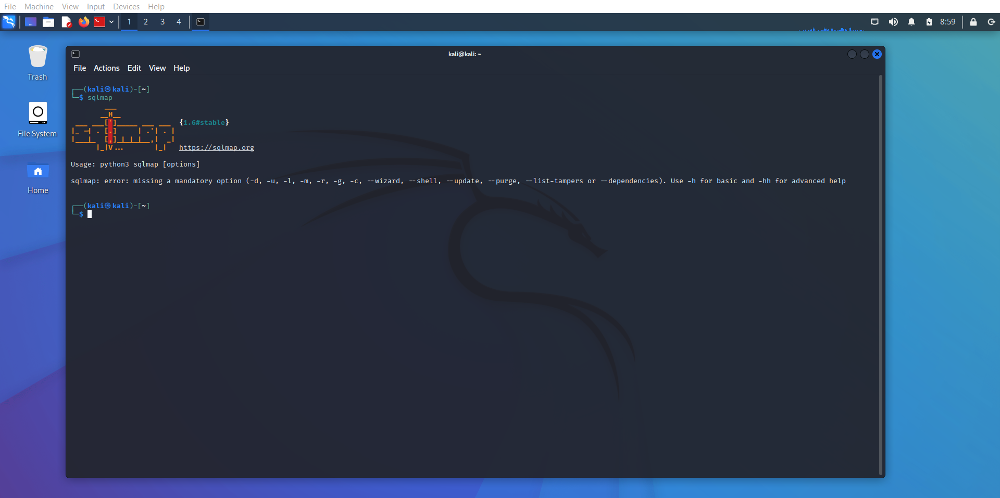 File Machine View Input Devices Help
1 2 3 4 8:59
Trash
File System
Home
kali@kali: ~
File Actions Edit View Help
┌──(kali㉿kali)-[~]
└─$ sqlmap
        ___
       __H__
 ___ ___[']_____ ___ ___  {1.6#stable}
|_ -| . [.]     | .'| . |
|___|_  [,]_|_|_|__,|  _|
      |_|V...       |_|   https://sqlmap.org
Usage: python3 sqlmap [options]
sqlmap: error: missing a mandatory option (-d, -u, -l, -m, -r, -g, -c, --wizard, --shell, --update, --purge, --list-tampers or --dependencies). Use -h for basic and -hh for advanced help
┌──(kali㉿kali)-[~]
└─$